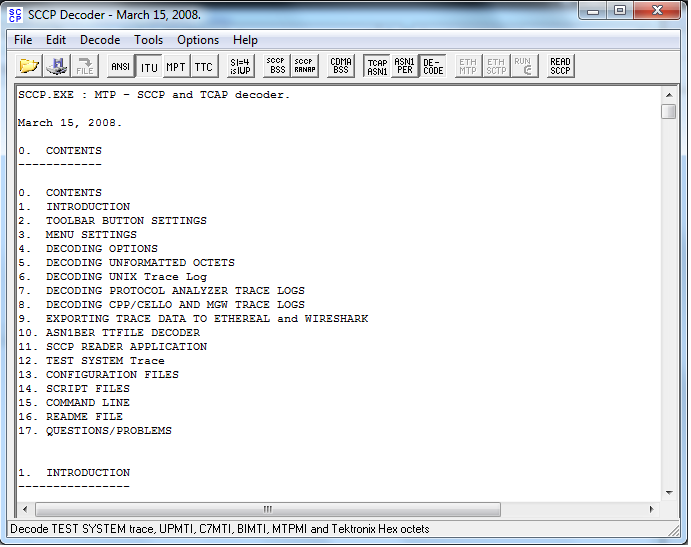 SC
CP
SCCP Decoder - March 15, 2008.
File Edit Decode Tools Options Help
FILE ANSI ITU MPT TTC SI=4 isIUP SCCP BSS SCCP RANAP CDMA BSS TCAP ASN1 ASN1 PER DE-CODE ETH MTP ETH SCTP RUN READ SCCP
SCCP.EXE : MTP - SCCP and TCAP decoder.
March 15, 2008.
0. CONTENTS
------------
0. CONTENTS
1. INTRODUCTION
2. TOOLBAR BUTTON SETTINGS
3. MENU SETTINGS
4. DECODING OPTIONS
5. DECODING UNFORMATTED OCTETS
6. DECODING UNIX Trace Log
7. DECODING PROTOCOL ANALYZER TRACE LOGS
8. DECODING CPP/CELLO AND MGW TRACE LOGS
9. EXPORTING TRACE DATA TO ETHEREAL and WIRESHARK
10. ASN1BER TTFILE DECODER
11. SCCP READER APPLICATION
12. TEST SYSTEM Trace
13. CONFIGURATION FILES
14. SCRIPT FILES
15. COMMAND LINE
16. README FILE
17. QUESTIONS/PROBLEMS
1. INTRODUCTION
----------------
Decode TEST SYSTEM trace, UPMTI, C7MTI, BIMTI, MTPMI and Tektronix Hex octets